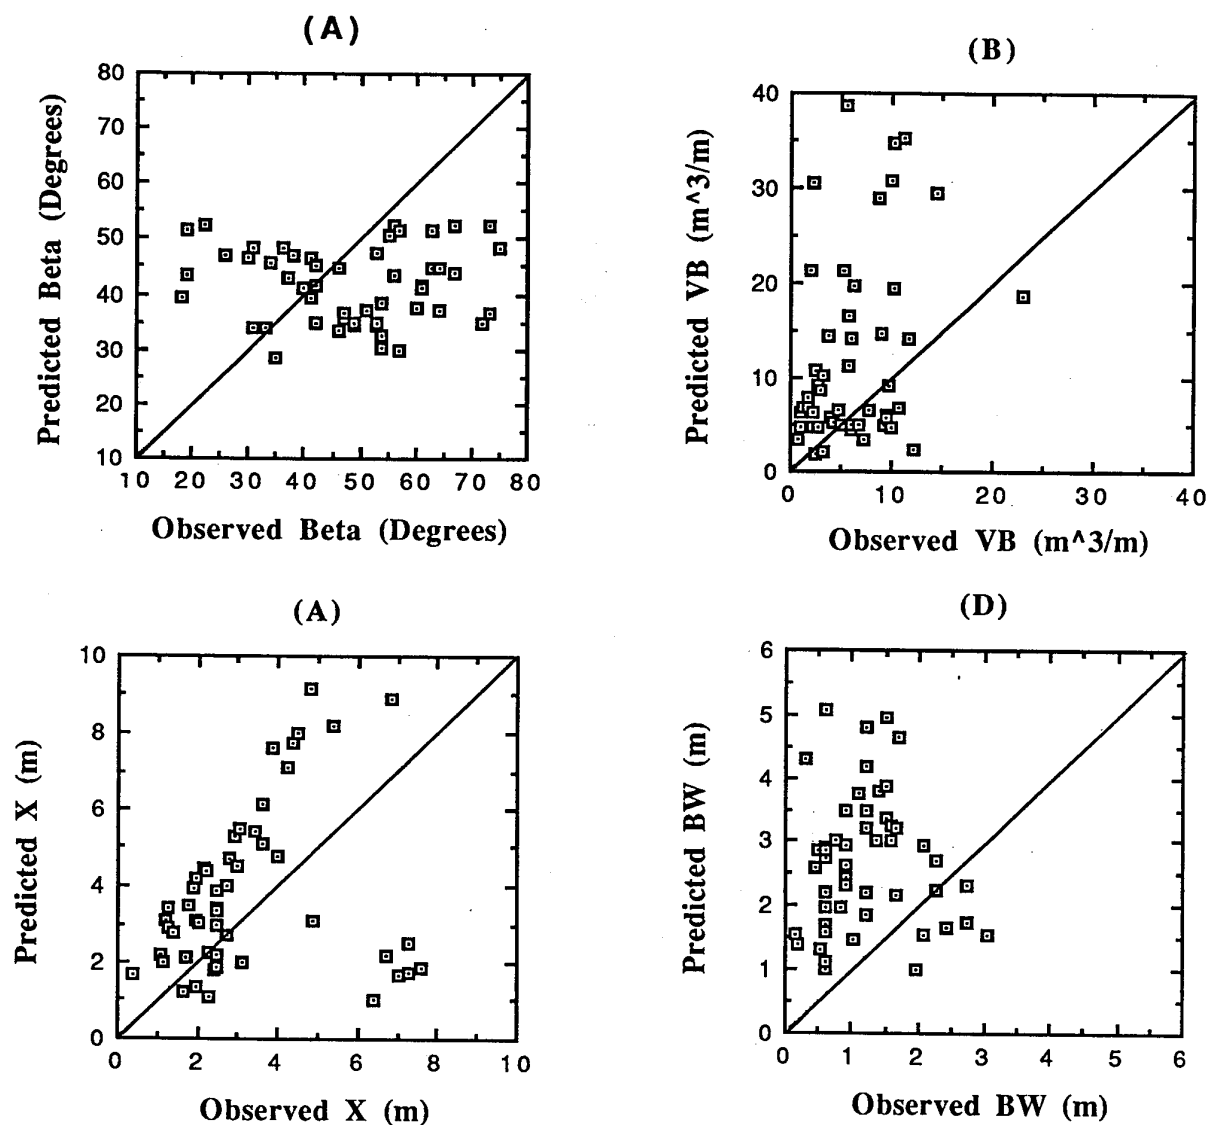 (A)
80
70
60
50
40
30
20
10
Predicted Beta (Degrees)
10 20 30 40 50 60 70 80
Observed Beta (Degrees)
(B)
40
30
20
10
0
Predicted VB (m^3/m)
0 10 20 30 40
Observed VB (m^3/m)
(A)
10
8
6
4
2
0
Predicted X (m)
0 2 4 6 8 10
Observed X (m)
(D)
6
5
4
3
2
1
0
Predicted BW (m)
0 1 2 3 4 5 6
Observed BW (m)